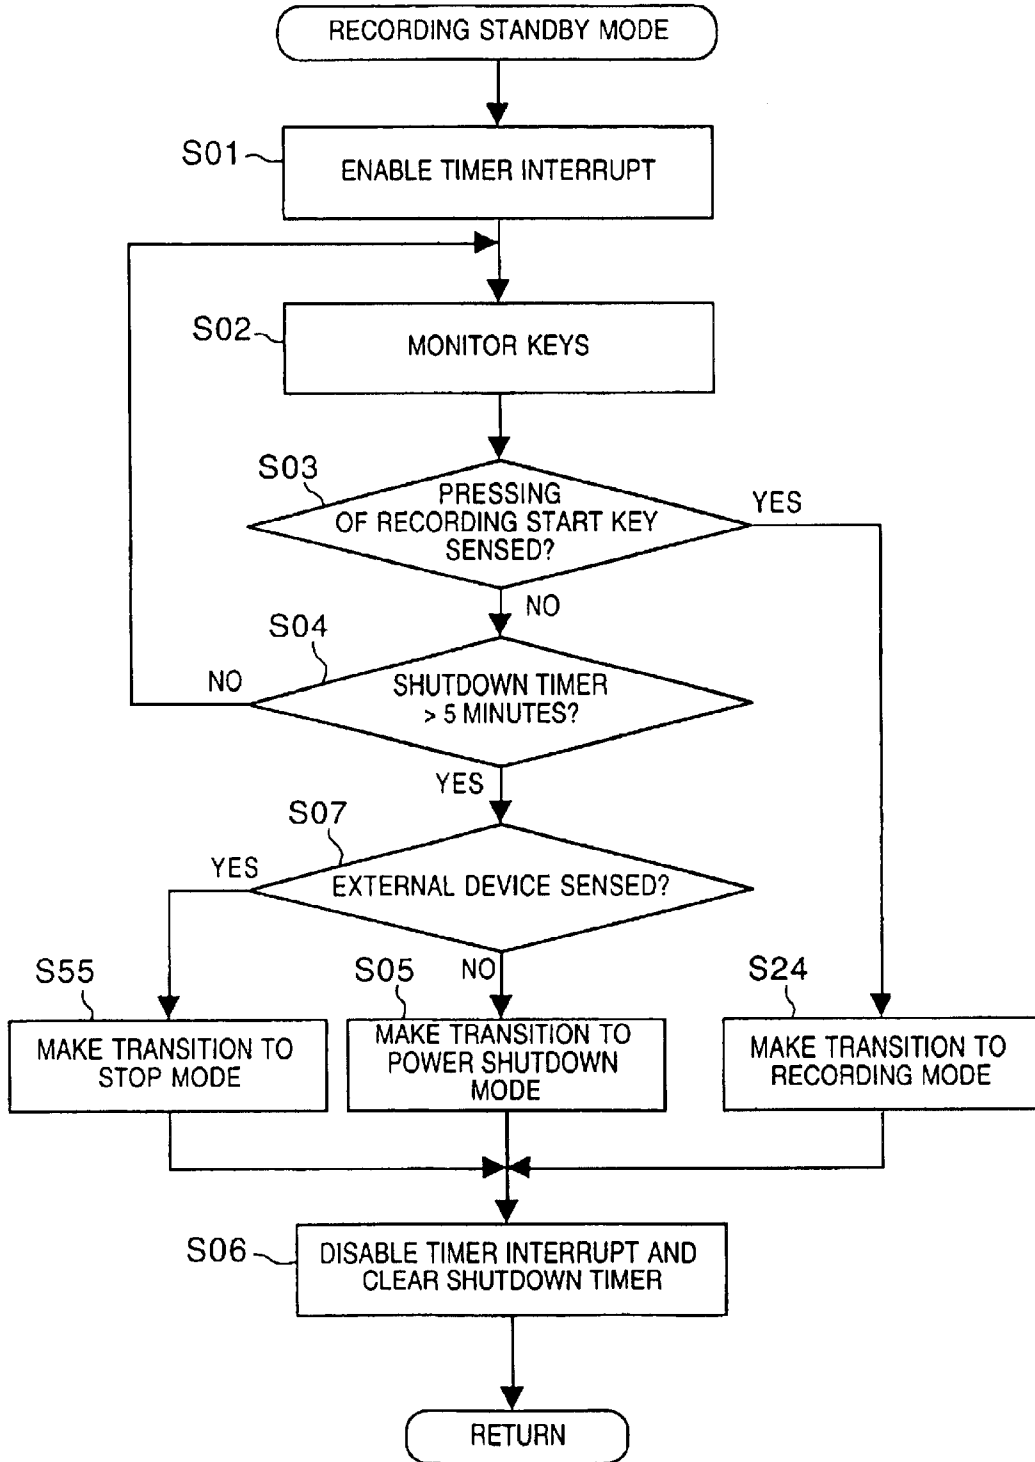 RECORDING STANDBY MODE
S01
ENABLE TIMER INTERRUPT
S02
MONITOR KEYS
S03
PRESSING
OF RECORDING START KEY
SENSED?
YES
NO
S04
NO
SHUTDOWN TIMER
> 5 MINUTES?
YES
S07
YES
EXTERNAL DEVICE SENSED?
NO
S55
MAKE TRANSITION TO
STOP MODE
S05
MAKE TRANSITION TO
POWER SHUTDOWN
MODE
S24
MAKE TRANSITION TO
RECORDING MODE
S06
DISABLE TIMER INTERRUPT AND
CLEAR SHUTDOWN TIMER
RETURN